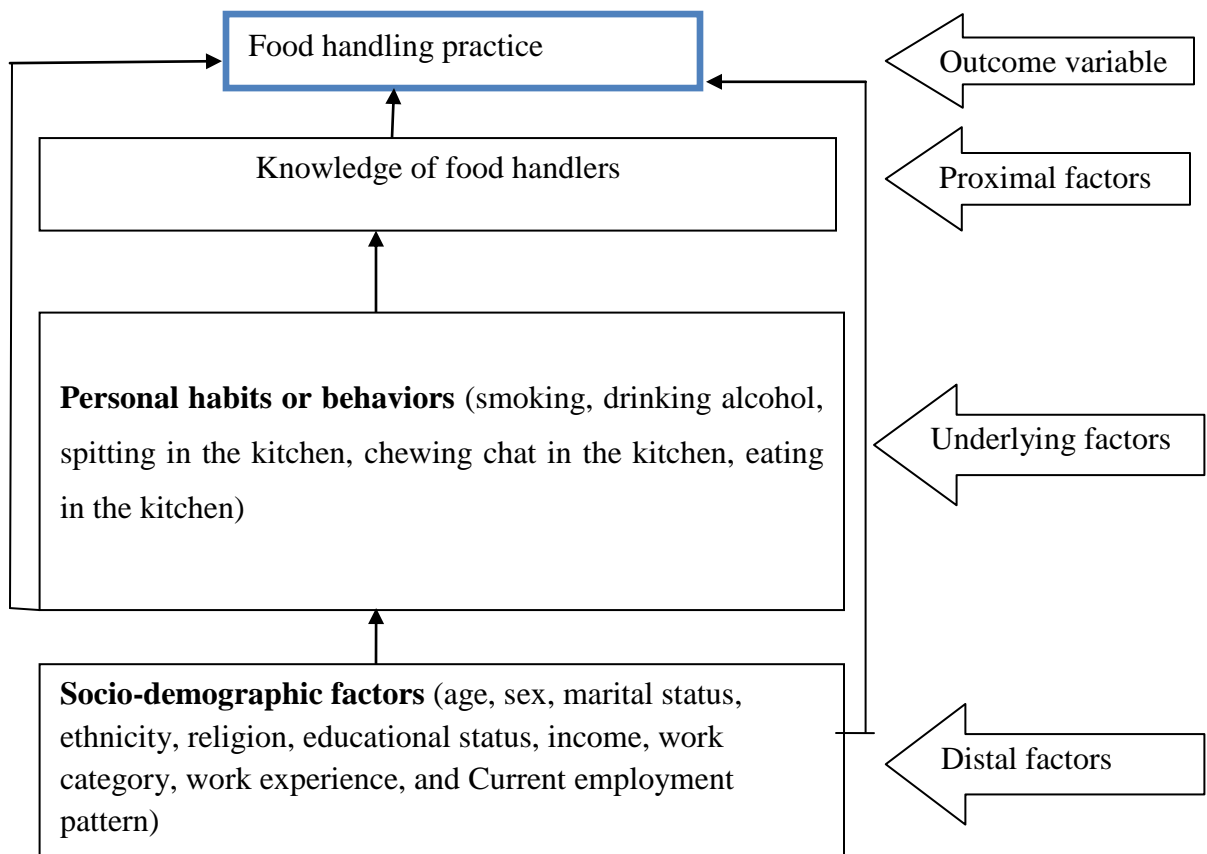 Food handling practice
Outcome variable
Knowledge of food handlers
Proximal factors
Personal habits or behaviors (smoking, drinking alcohol,
spitting in the kitchen, chewing chat in the kitchen, eating
in the kitchen)
Underlying factors
Socio-demographic factors (age, sex, marital status,
ethnicity, religion, educational status, income, work
category, work experience, and Current employment
pattern)
Distal factors